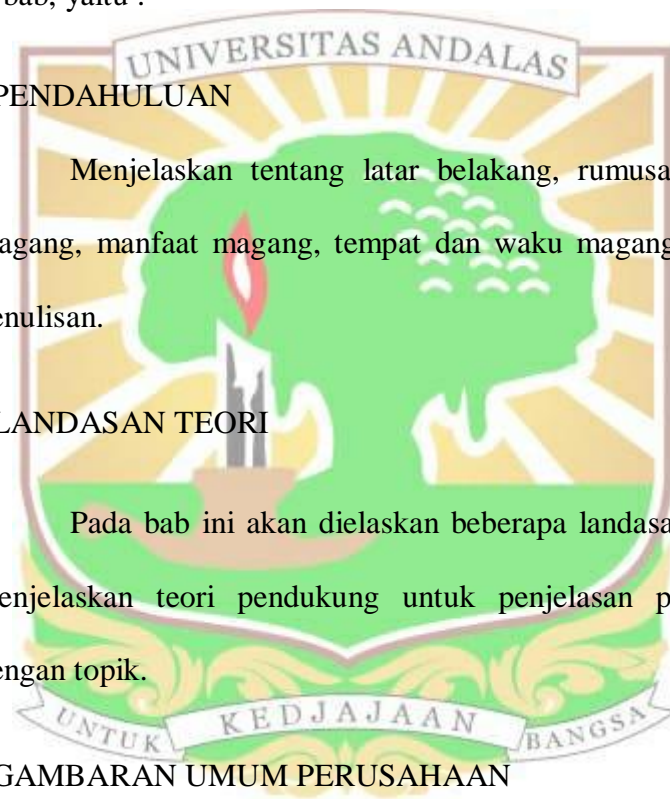 bab, yaitu :
UNIVERSITAS ANDALAS
PENDAHULUAN
Menjelaskan tentang latar belakang, rumusa
agang, manfaat magang, tempat dan waku magang
enulisan.
LANDASAN TEORI
Pada bab ini akan dielaskan beberapa landasa
enjelaskan teori pendukung untuk penjelasan p
engan topik.
UNTUK KEDJAJAAN BANGSA
GAMBARAN UMUM PERUSAHAAN